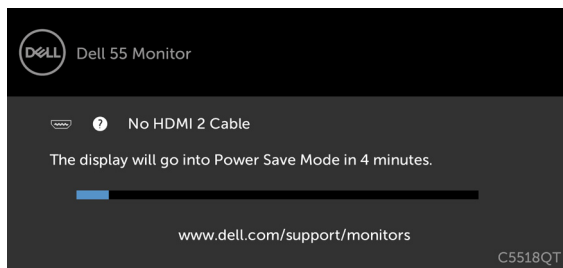 DELL
Dell 55 Monitor
? No HDMI 2 Cable
The display will go into Power Save Mode in 4 minutes.
www.dell.com/support/monitors
C5518QT